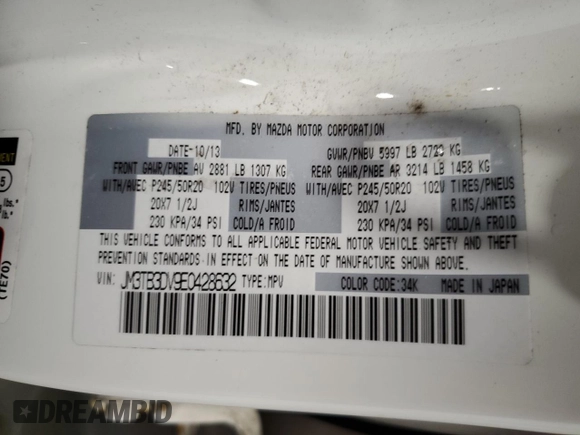 MFD. BY MAZDA MOTOR CORPORATION
DATE-10/13 GVWR/PNBV 5997 LB 2720 KG
FRONT GAWR/PNBE AV 2881 LB 1307 KG REAR GAWR/PNBE AR 3214 LB 1458 KG
WITH/AVEC P245/50R20 102V TIRES/PNEUS WITH/AVEC P245/50R20 102V TIRES/PNEUS
20X7 1/2J RIMS/JANTES 20X7 1/2J RIMS/JANTES
230 KPA/34 PSI COLD/A FROID 230 KPA/34 PSI COLD/A FROID
THIS VEHICLE CONFORMS TO ALL APPLICABLE FEDERAL MOTOR VEHICLE SAFETY AND THEFT
PREVENTION STANDARDS IN EFFECT ON THE DATE OF MANUFACTURE SHOWN ABOVE.
VIN: JM3TB3DV9E0428632 TYPE:MPV COLOR CODE:34K MADE IN JAPAN
lbs.*
(TE70)
DREAMBID